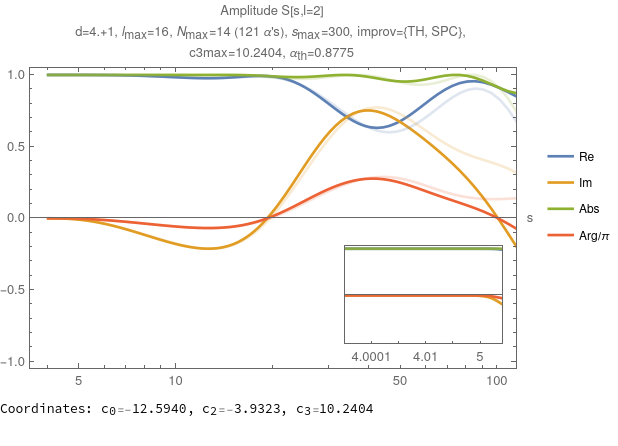 Amplitude S[s,l=2]
d=4.+1, lmax=16, Nmax=14 (121 α's), smax=300, improv={TH, SPC},
c3max=10.2404, αth=0.8775
1.0
0.5
0.0
−0.5
−1.0
s
Re
Im
Abs
Arg/π
4.0001 4.01 5
5 10 50 100
Coordinates: c0=-12.5940, c2=-3.9323, c3=10.2404